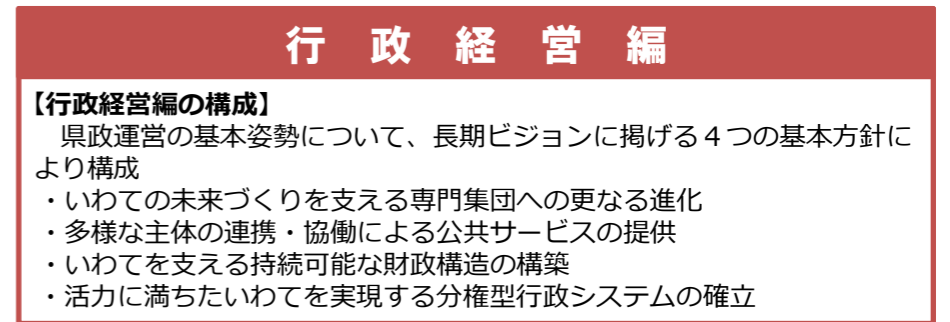 行 政 経 営 編
【行政経営編の構成】
　県政運営の基本姿勢について、長期ビジョンに掲げる４つの基本方針に
より構成
・いわての未来づくりを支える専門集団への更なる進化
・多様な主体の連携・協働による公共サービスの提供
・いわてを支える持続可能な財政構造の構築
・活力に満ちたいわてを実現する分権型行政システムの確立